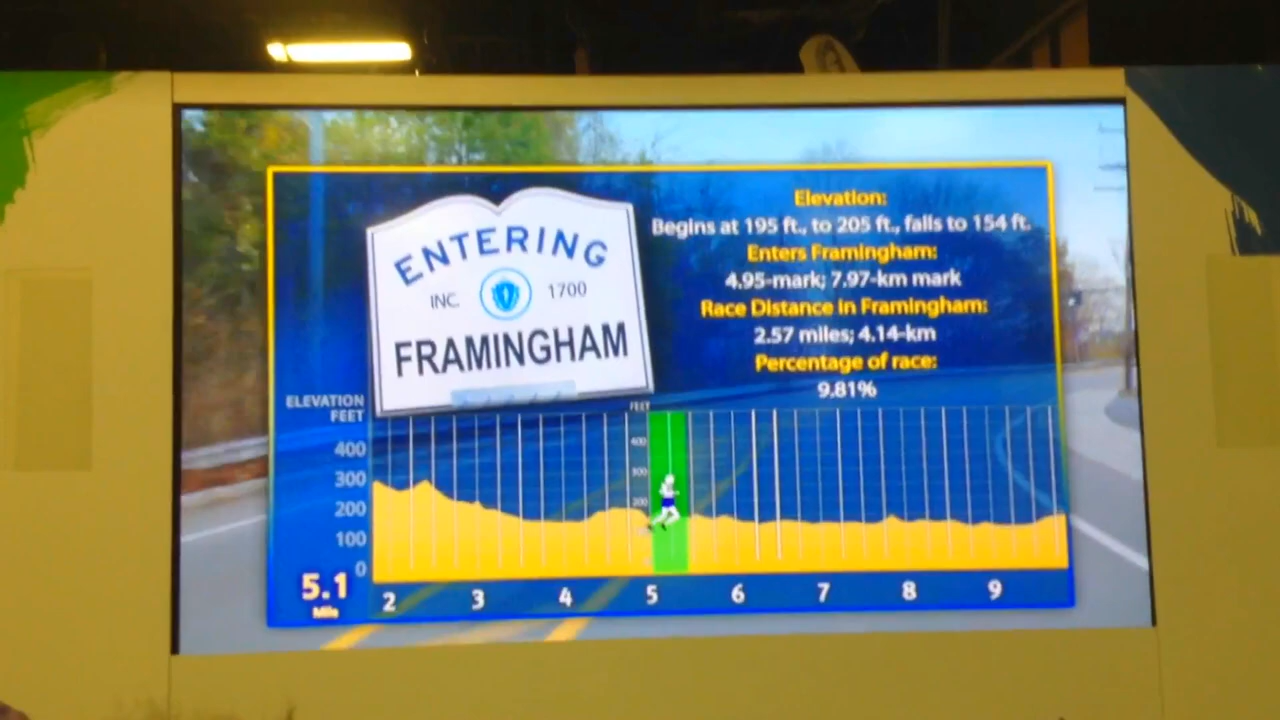 ENTERING
INC. 1700
FRAMINGHAM
Elevation:
Begins at 195 ft., to 205 ft., falls to 154 ft.
Enters Framingham:
4.95-mark; 7.97-km mark
Race Distance in Framingham:
2.57 miles; 4.14-km
Percentage of race:
9.81%
ELEVATION
FEET
400
300
200
100
0
FEET
400
300
200
5.1
Mile
2 3 4 5 6 7 8 9